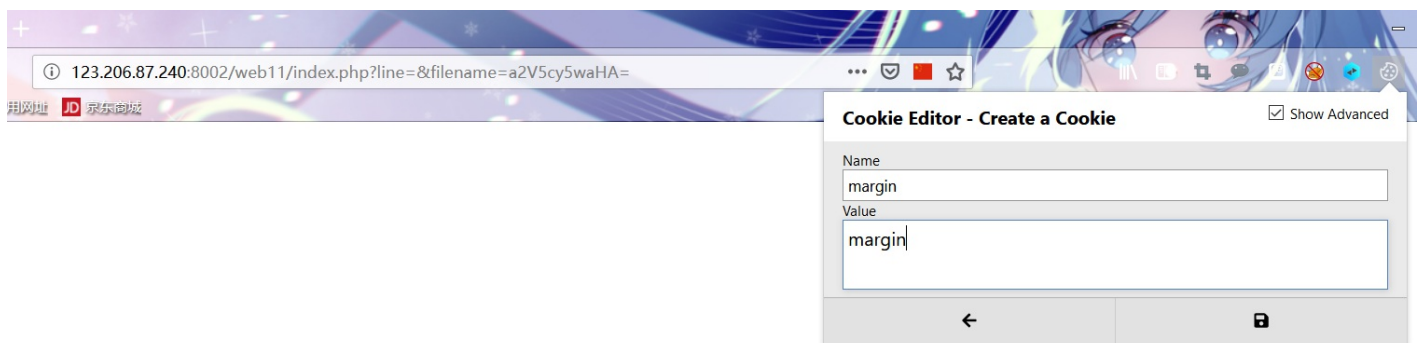 123.206.87.240:8002/web11/index.php?line=&filename=a2V5cy5waHA=
用网址 JD 京东商城
Cookie Editor - Create a Cookie
Show Advanced
Name
margin
Value
margin